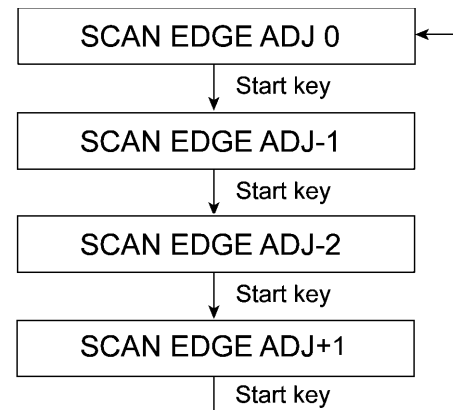 SCAN EDGE ADJ 0
Start key
SCAN EDGE ADJ-1
Start key
SCAN EDGE ADJ-2
Start key
SCAN EDGE ADJ+1
Start key